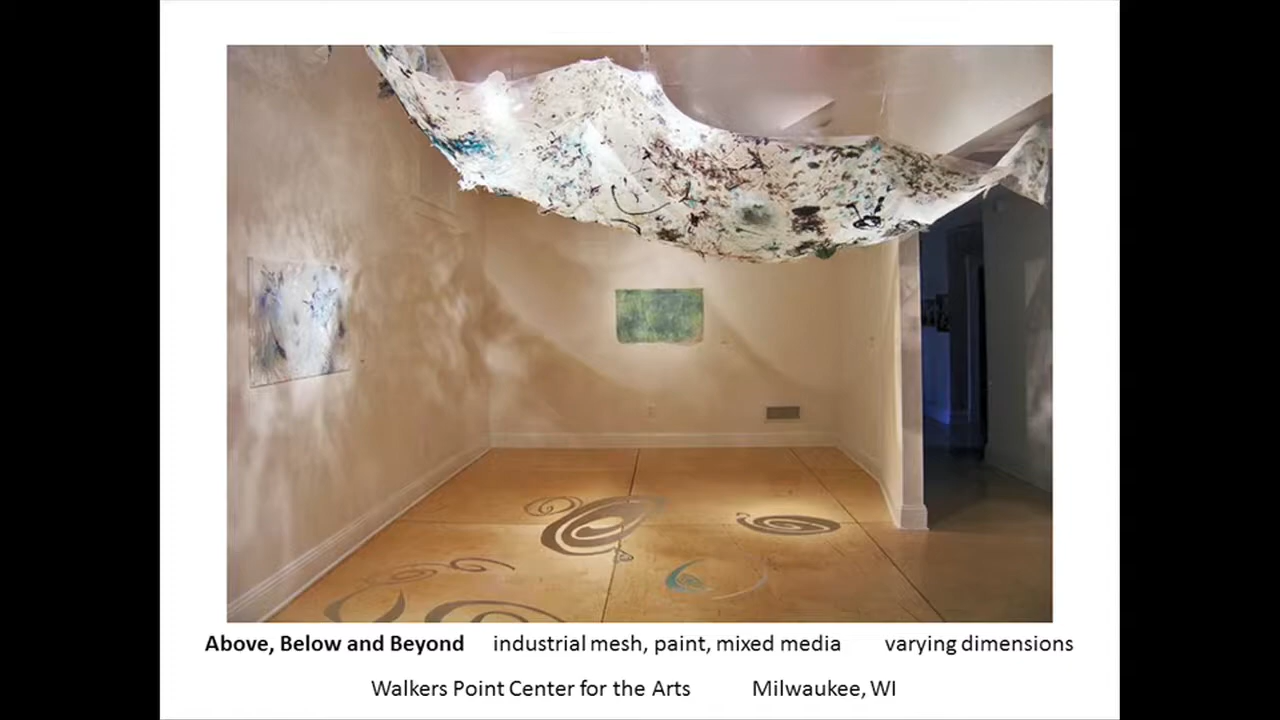 Above, Below and Beyond industrial mesh, paint, mixed media varying dimensions
Walkers Point Center for the Arts Milwaukee, WI